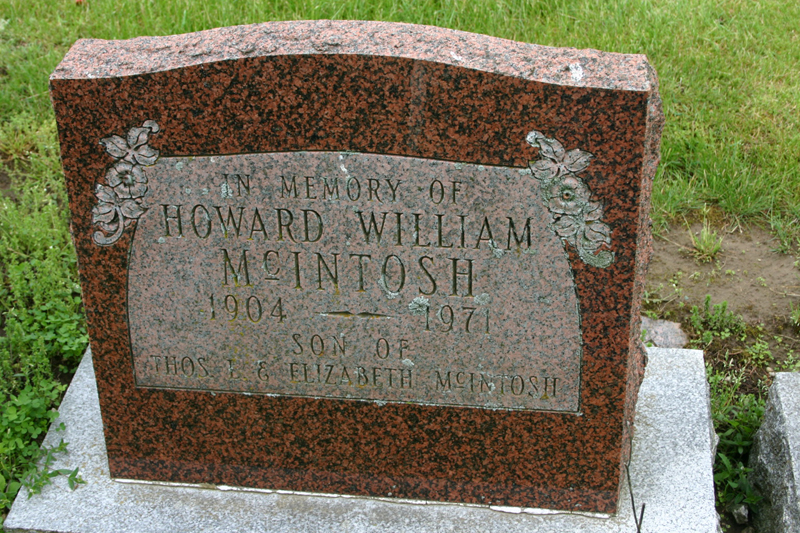 IN MEMORY OF
HOWARD WILLIAM
McINTOSH
1904 — 1971
SON OF
THOS. L & ELIZABETH McINTOSH